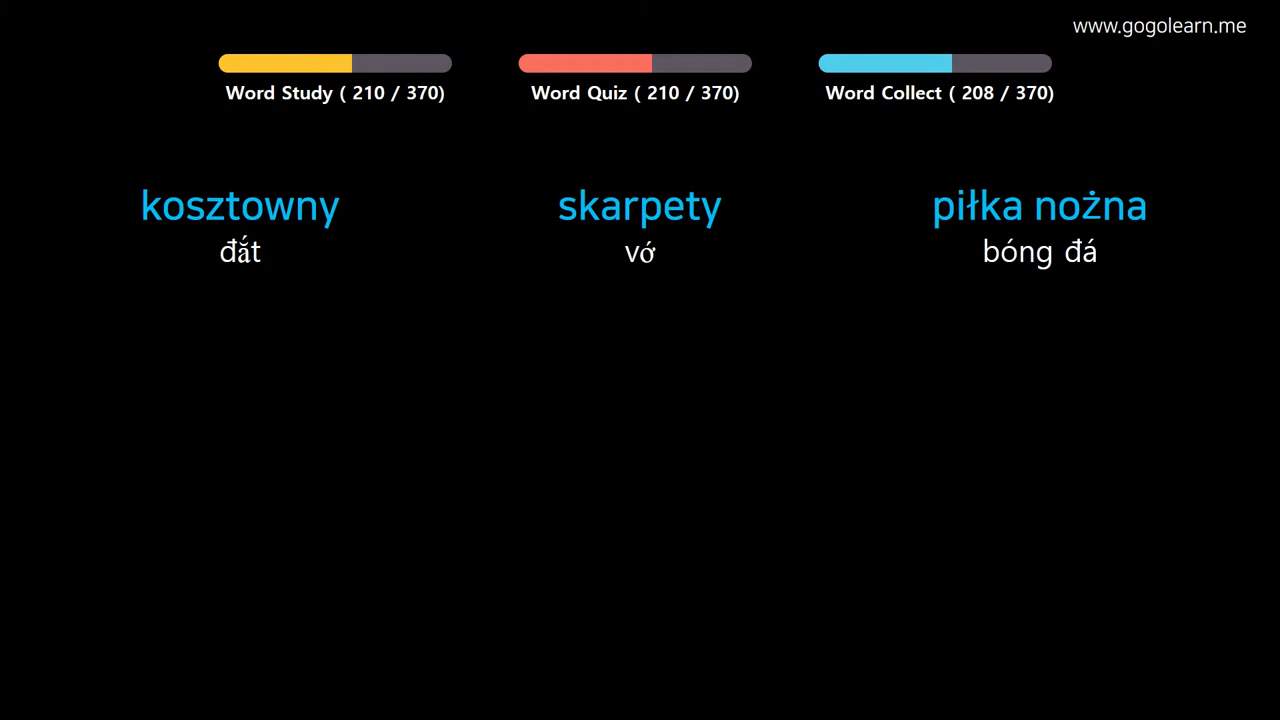 www.gogolearn.me
Word Study ( 210 / 370)
Word Quiz ( 210 / 370)
Word Collect ( 208 / 370)
kosztowny
đắt
skarpety
vớ
piłka nożna
bóng đá